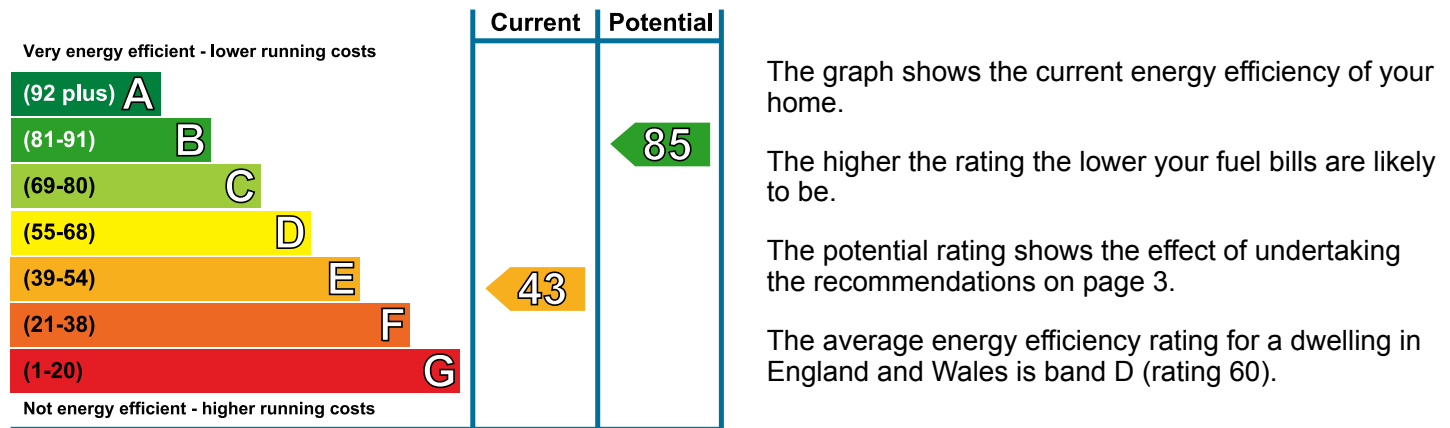 Current Potential
Very energy efficient - lower running costs
(92 plus) A
(81-91) B
85
(69-80) C
(55-68) D
(39-54) E
43
(21-38) F
(1-20) G
Not energy efficient - higher running costs
The graph shows the current energy efficiency of your
home.
The higher the rating the lower your fuel bills are likely
to be.
The potential rating shows the effect of undertaking
the recommendations on page 3.
The average energy efficiency rating for a dwelling in
England and Wales is band D (rating 60).